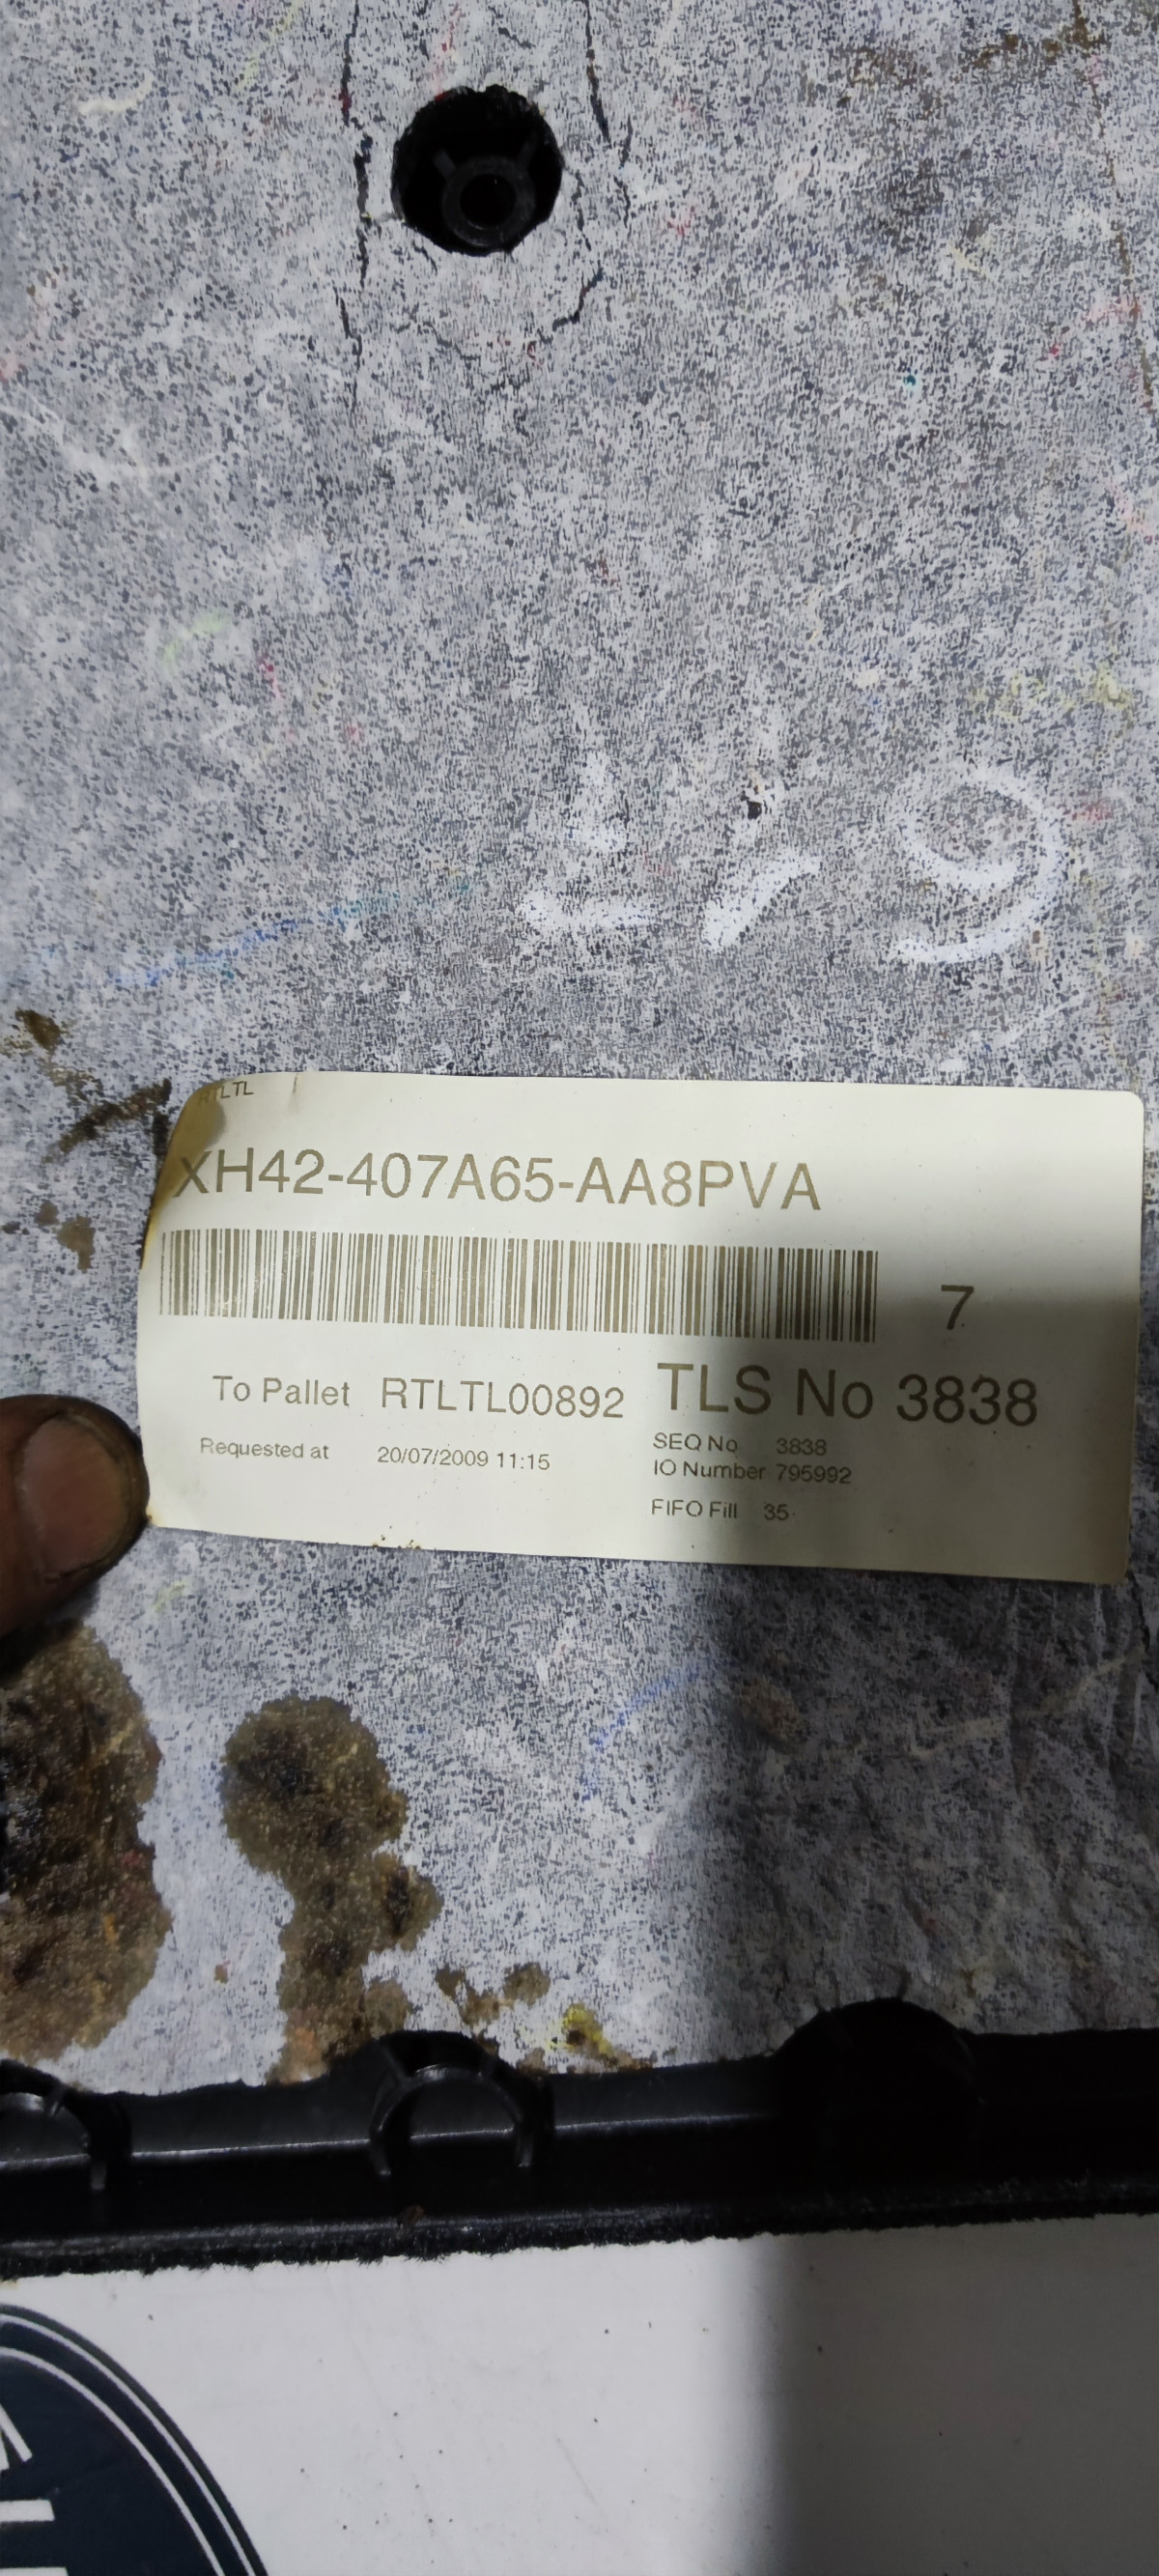 RTLTL
XH42-407A65-AA8PVA
7
To Pallet RTLTL00892 TLS No 3838
Requested at 20/07/2009 11:15
SEQ No 3838
IO Number 795992
FIFO Fill 35